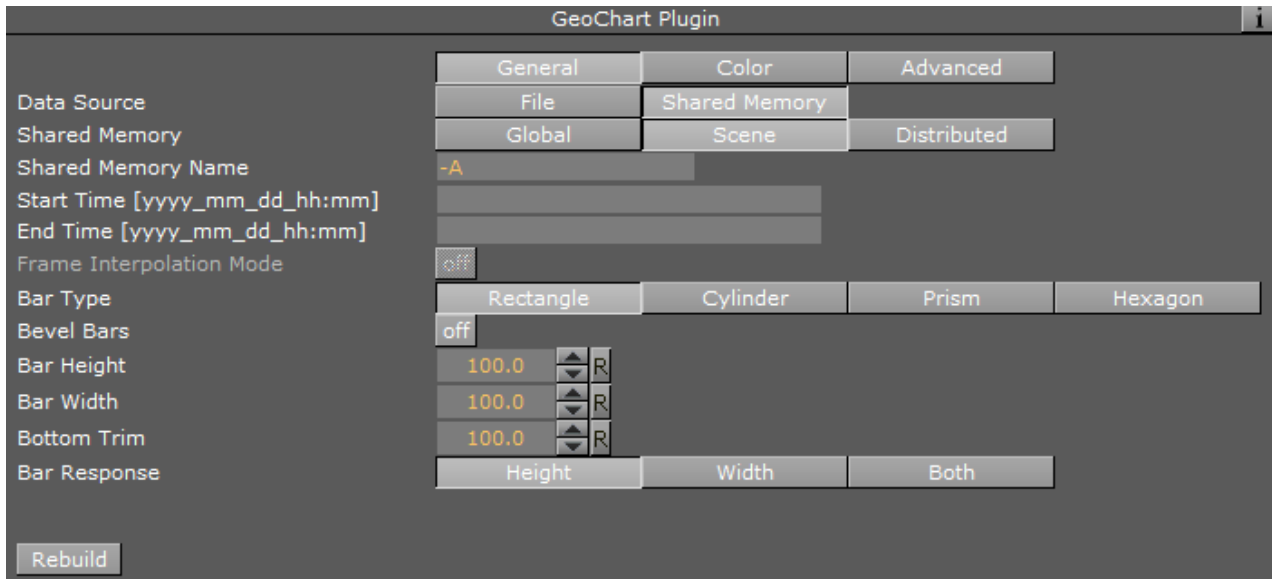 GeoChart Plugin i
General Color Advanced
Data Source File Shared Memory
Shared Memory Global Scene Distributed
Shared Memory Name -A
Start Time [yyyy_mm_dd_hh:mm]
End Time [yyyy_mm_dd_hh:mm]
Frame Interpolation Mode off
Bar Type Rectangle Cylinder Prism Hexagon
Bevel Bars off
Bar Height 100.0 R
Bar Width 100.0 R
Bottom Trim 100.0 R
Bar Response Height Width Both
Rebuild